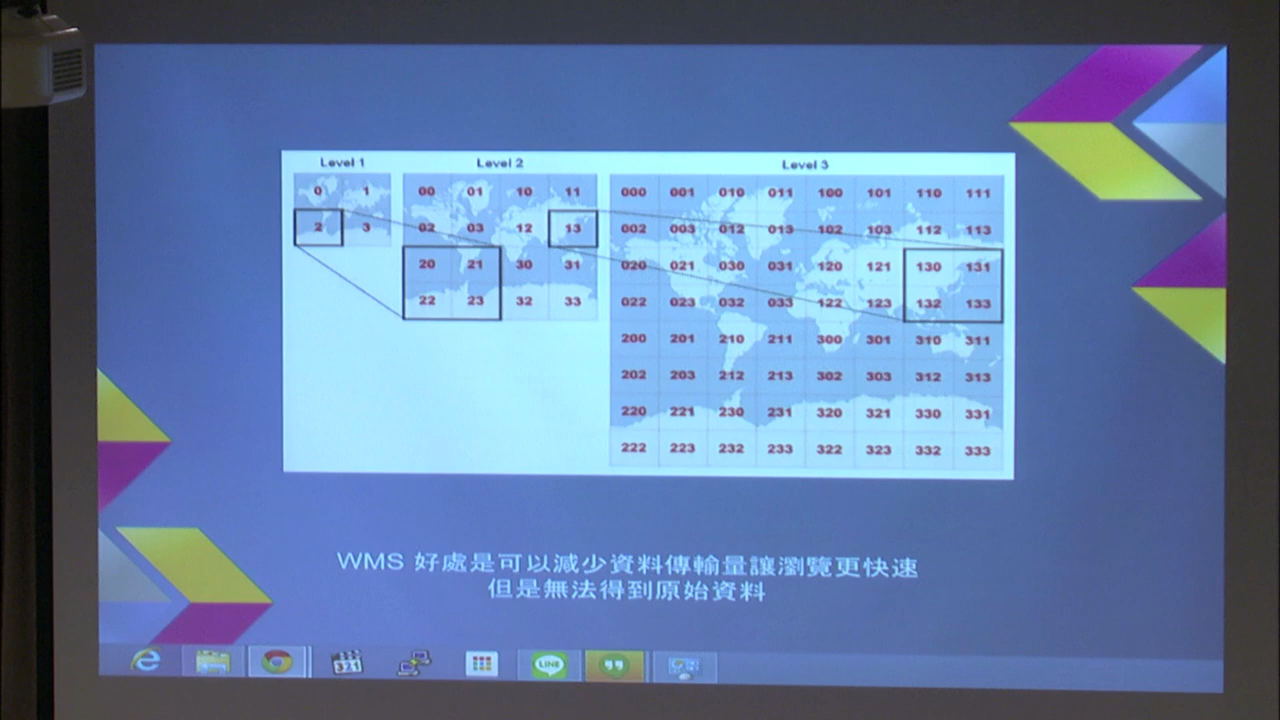 Level 1
Level 2
Level 3
0 1
2 3
00 01 10 11
02 03 12 13
20 21 30 31
22 23 32 33
000 001 010 011 100 101 110 111
002 003 012 013 102 103 112 113
020 021 030 031 120 121 130 131
022 023 032 033 122 123 132 133
200 201 210 211 300 301 310 311
202 203 212 213 302 303 312 313
220 221 230 231 320 321 330 331
222 223 232 233 322 323 332 333
WMS 好處是可以減少資料傳輸量讓瀏覽更快速
但是無法得到原始資料
321
LINE